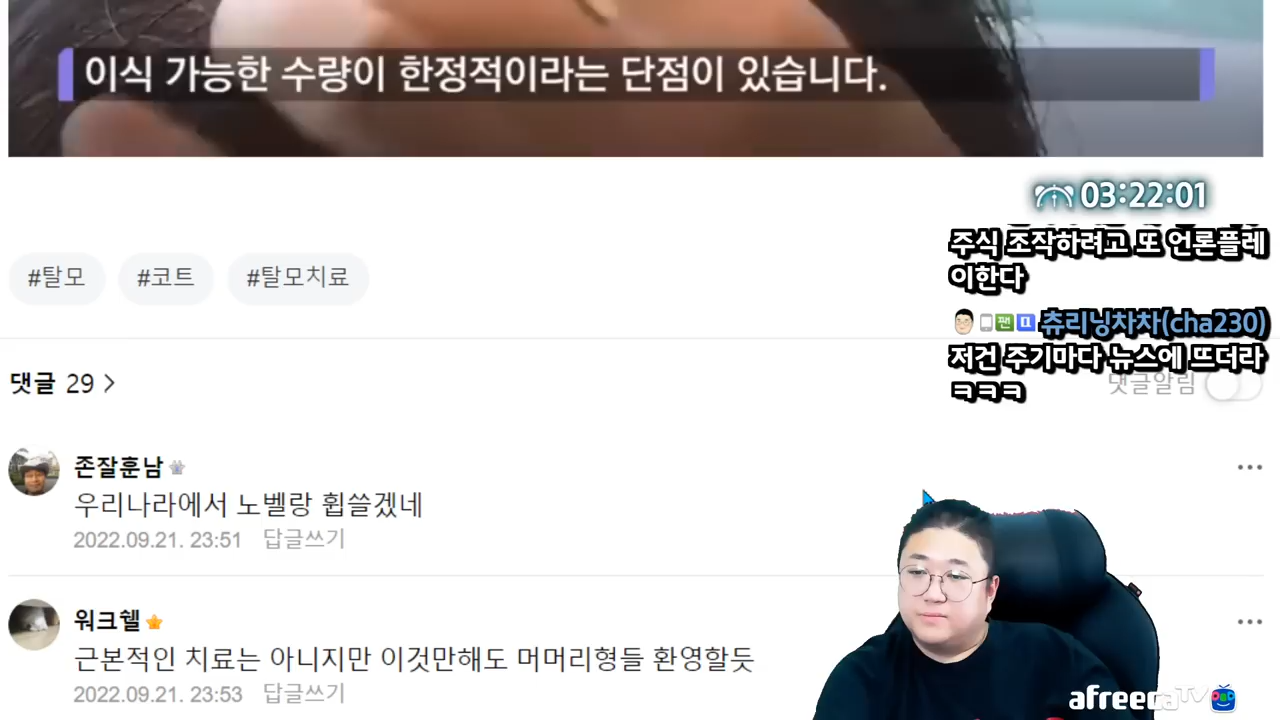 이식 가능한 수량이 한정적이라는 단점이 있습니다.
03:22:01
주식 조작하려고 또 언론플레
이한다
#탈모 #코트 #탈모치료
짼 츄리닝차차(cha230)
저건 주기마다 뉴스에 뜨더라
ㅋㅋㅋ
댓글 29 >
댓글알림
존잘훈남
우리나라에서 노벨랑 휩쓸겠네
2022.09.21. 23:51 답글쓰기
워크헬
근본적인 치료는 아니지만 이것만해도 머머리형들 환영할듯
2022.09.21. 23:53 답글쓰기
afreecaTV